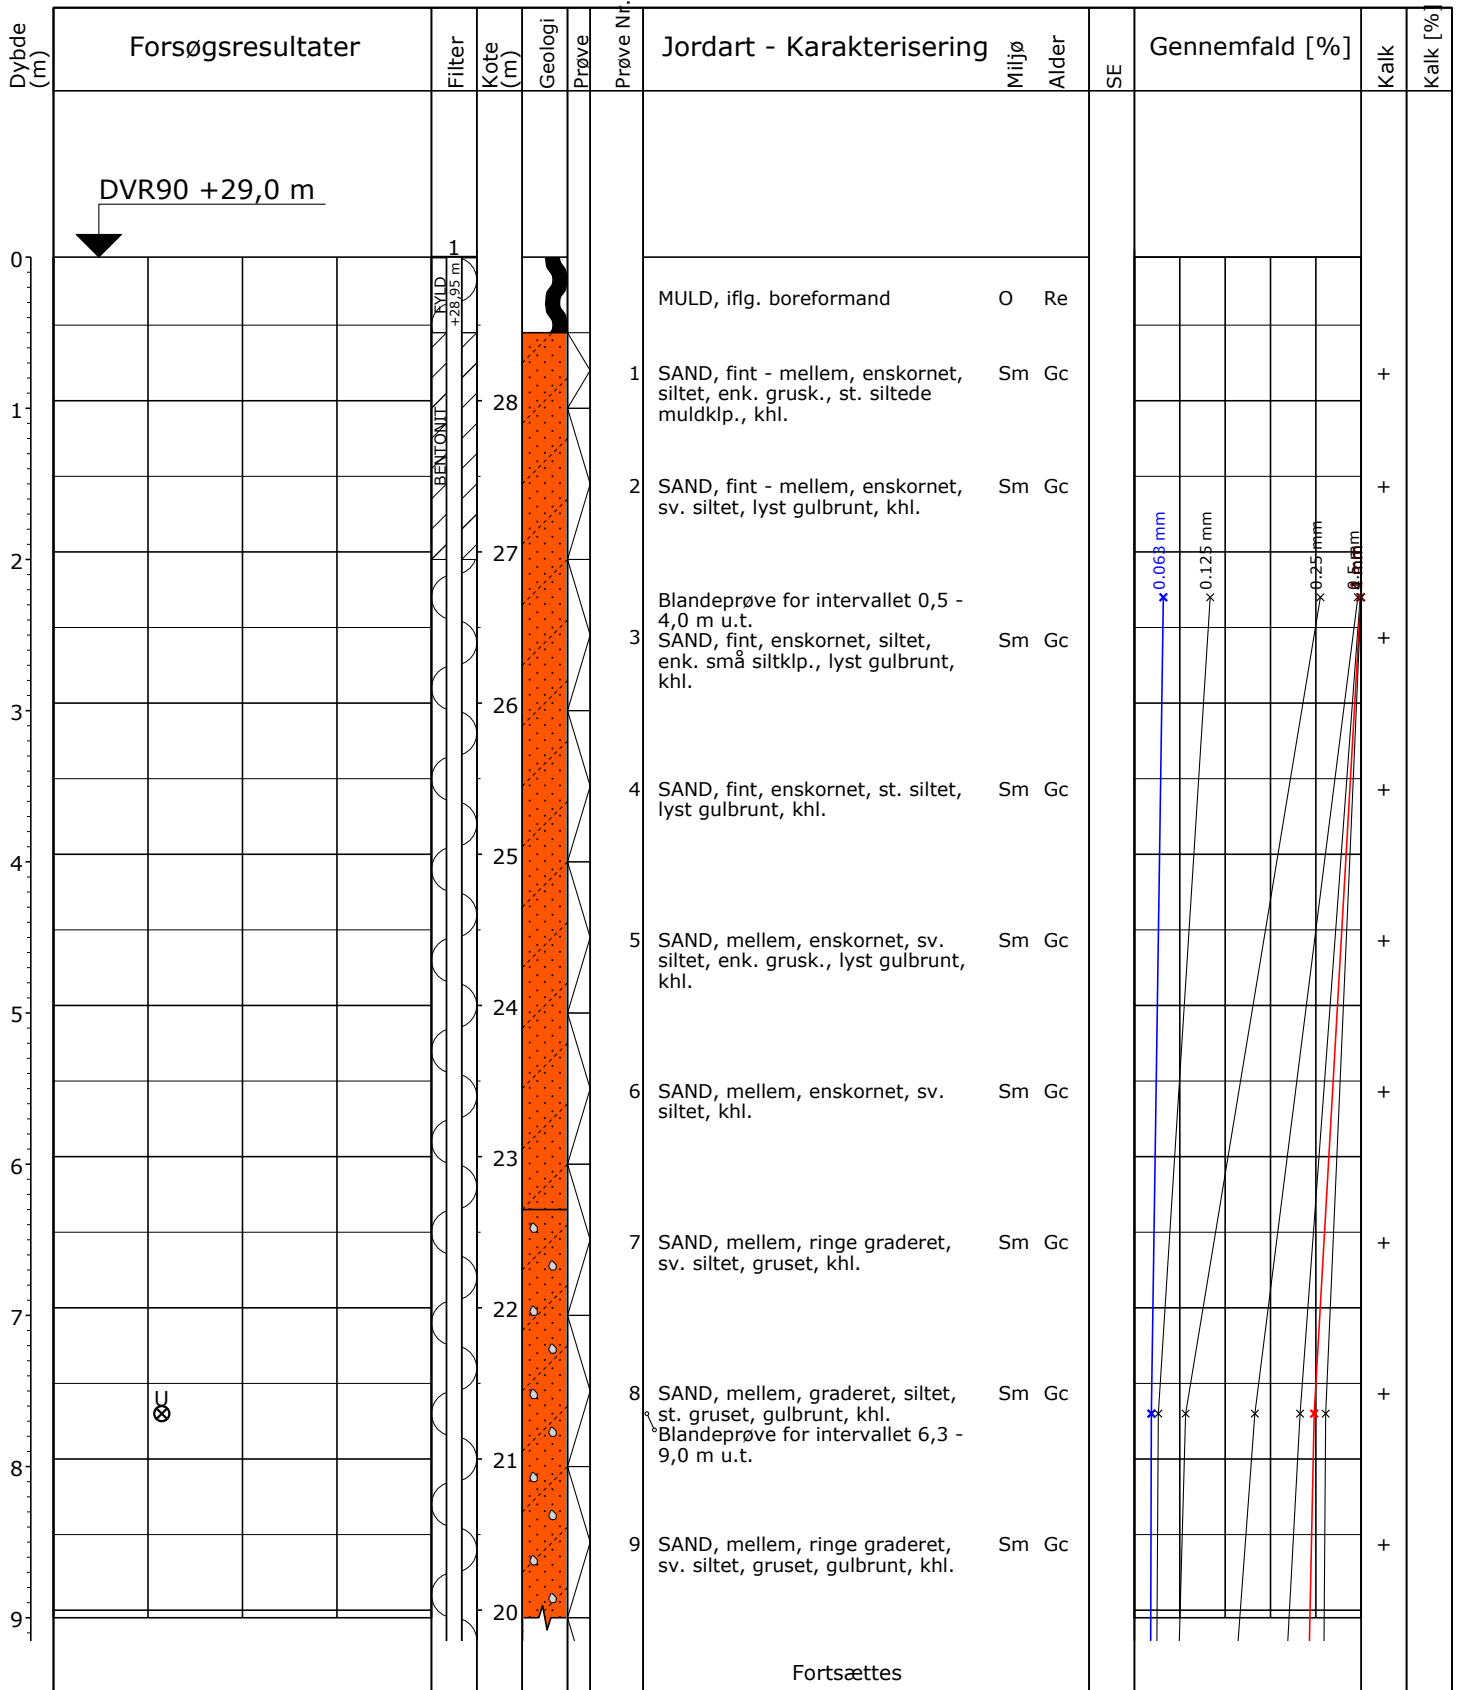 Dybde (m)
Forsøgsresultater
Filter
Kote (m)
Geologi
Prøve
Prøve Nr.
Jordart - Karakterisering
Miljø
Alder
SE
Gennemfald [%]
Kalk
Kalk [%]
DVR90 +29,0 m
1
0
FYLD
+28,95 m
MULD, iflg. boreformand O Re
1 SAND, fint - mellem, enskornet, Sm Gc +
siltet, enk. grusk., st. siltede
muldklp., khl.
28
1
BENTONIT
2 SAND, fint - mellem, enskornet, Sm Gc +
sv. siltet, lyst gulbrunt, khl.
27
2
0.063 mm
0.125 mm
0.25 mm
Blandeprøve for intervallet 0,5 -
4,0 m u.t.
3 SAND, fint, enskornet, siltet, Sm Gc +
enk. små siltklp., lyst gulbrunt,
khl.
26
3
4 SAND, fint, enskornet, st. siltet, Sm Gc +
lyst gulbrunt, khl.
25
4
5 SAND, mellem, enskornet, sv. Sm Gc +
siltet, enk. grusk., lyst gulbrunt,
khl.
24
5
6 SAND, mellem, enskornet, sv. Sm Gc +
siltet, khl.
23
6
7 SAND, mellem, ringe graderet, Sm Gc +
sv. siltet, gruset, khl.
22
7
U
8 SAND, mellem, graderet, siltet, Sm Gc +
st. gruset, gulbrunt, khl.
Blandeprøve for intervallet 6,3 -
9,0 m u.t.
21
8
9 SAND, mellem, ringe graderet, Sm Gc +
sv. siltet, gruset, gulbrunt, khl.
20
9
Fortsættes